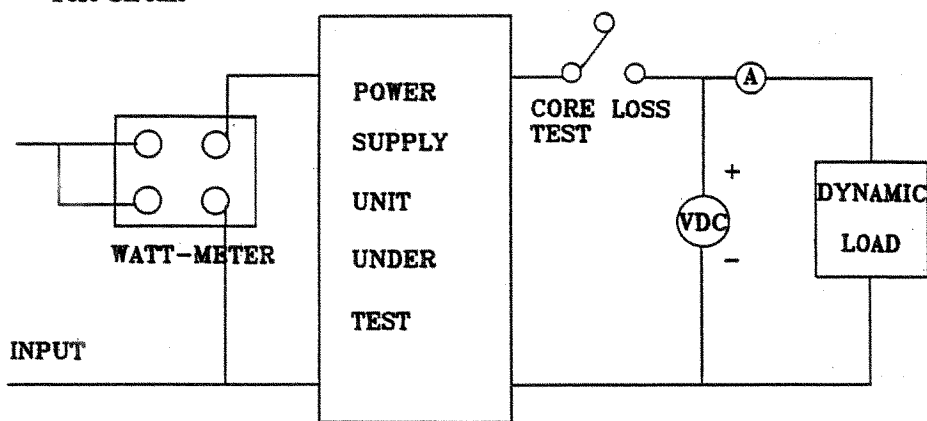 POWER
SUPPLY
UNIT
UNDER
TEST
WATT-METER
INPUT
CORE LOSS
TEST
A
+
VDC
-
DYNAMIC
LOAD